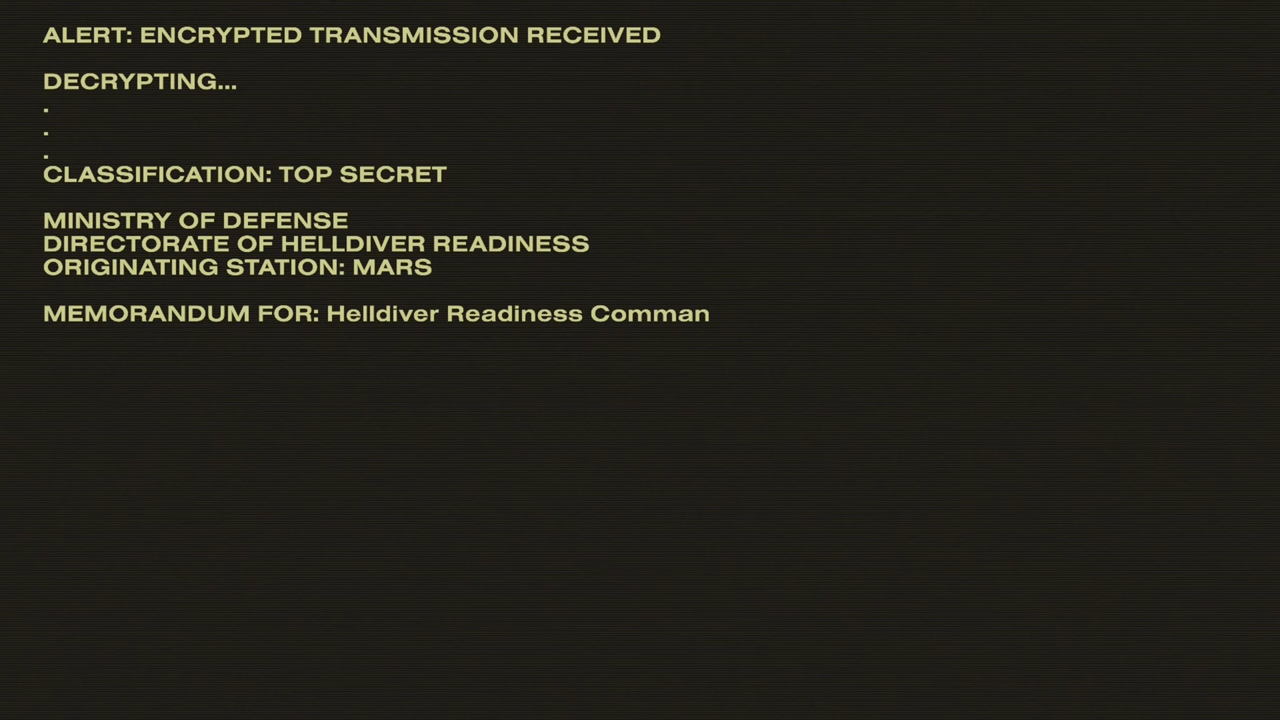 ALERT: ENCRYPTED TRANSMISSION RECEIVED
DECRYPTING...
.
.
.
CLASSIFICATION: TOP SECRET
MINISTRY OF DEFENSE
DIRECTORATE OF HELLDIVER READINESS
ORIGINATING STATION: MARS
MEMORANDUM FOR: Helldiver Readiness Comman